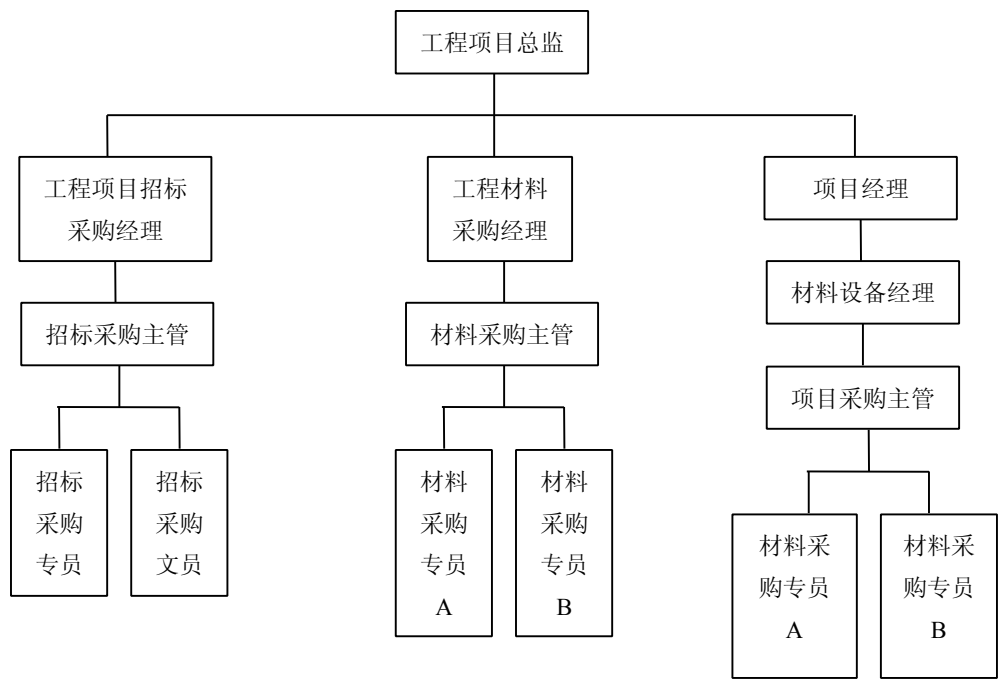 工程项目总监
工程项目招标
采购经理
工程材料
采购经理
项目经理
材料设备经理
招标采购主管
材料采购主管
项目采购主管
招标
采购
专员
招标
采购
文员
材料
采购
专员
A
材料
采购
专员
B
材料采
购专员
A
材料采
购专员
B